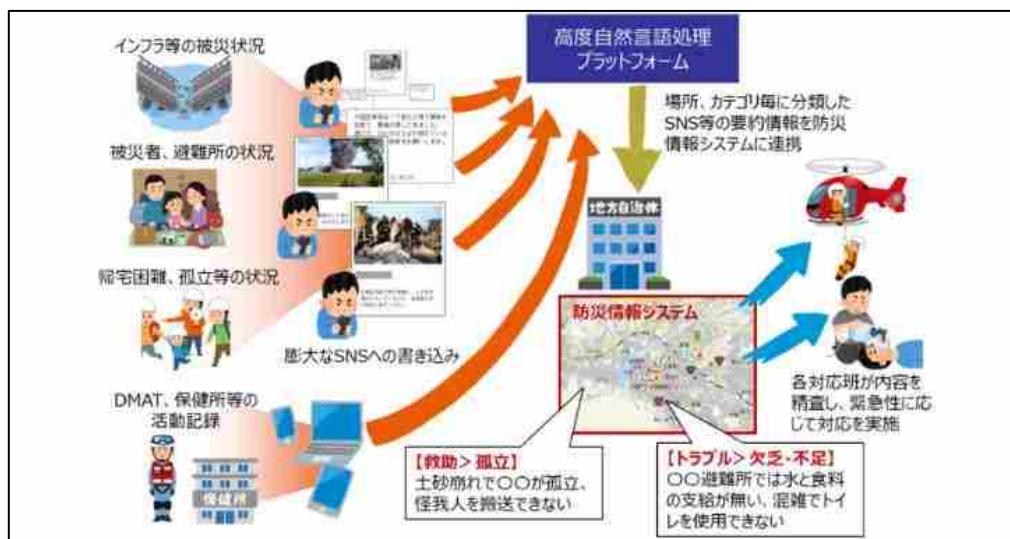 インフラ等の被災状況
被災者、避難所の状況
帰宅困難、孤立等の状況
膨大なSNSへの書き込み
DMAT、保健所等の
活動記録
保健所
高度自然言語処理
プラットフォーム
場所、カテゴリ毎に分類した
SNS等の要約情報を防災
情報システムに連携
地方自治体
防災情報システム
【救助＞孤立】
土砂崩れで〇〇が孤立、
怪我人を搬送できない
【トラブル＞欠乏・不足】
〇〇避難所では水と食料
の支給が無い、混雑でトイ
レを使用できない
各対応班が内容を
精査し、緊急性に応
じて対応を実施